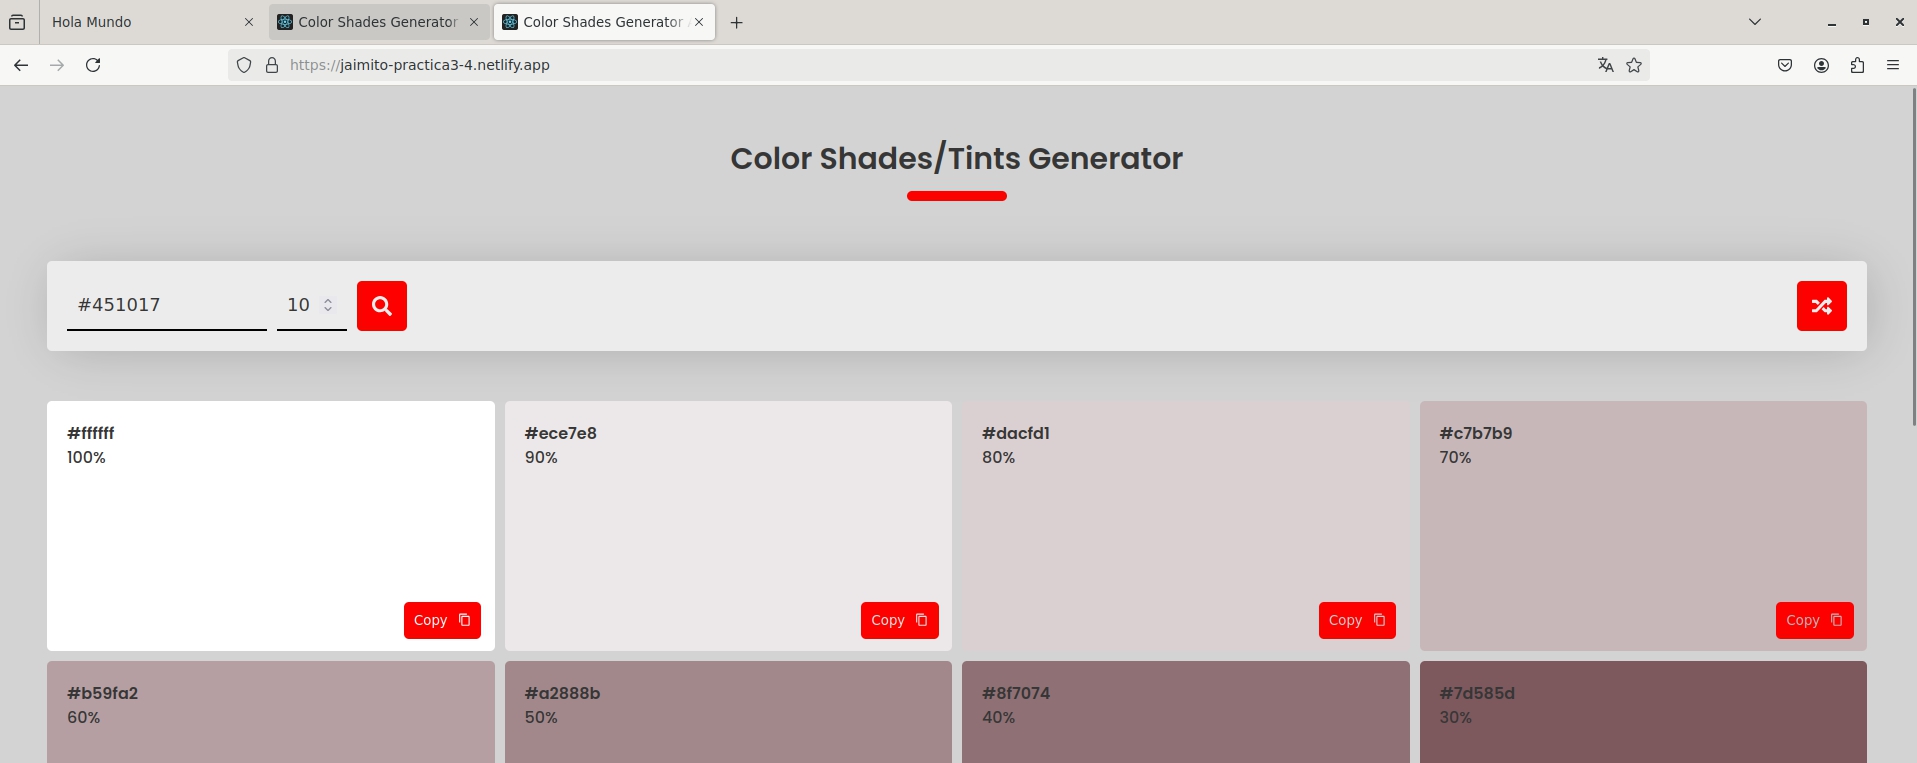 Hola Mundo
Color Shades Generator
Color Shades Generator
https://jaimito-practica3-4.netlify.app
Color Shades/Tints Generator
#451017 10
#ffffff #ece7e8 #dacfd1 #c7b7b9
100% 90% 80% 70%
Copy Copy Copy Copy
#b59fa2 #a2888b #8f7074 #7d585d
60% 50% 40% 30%